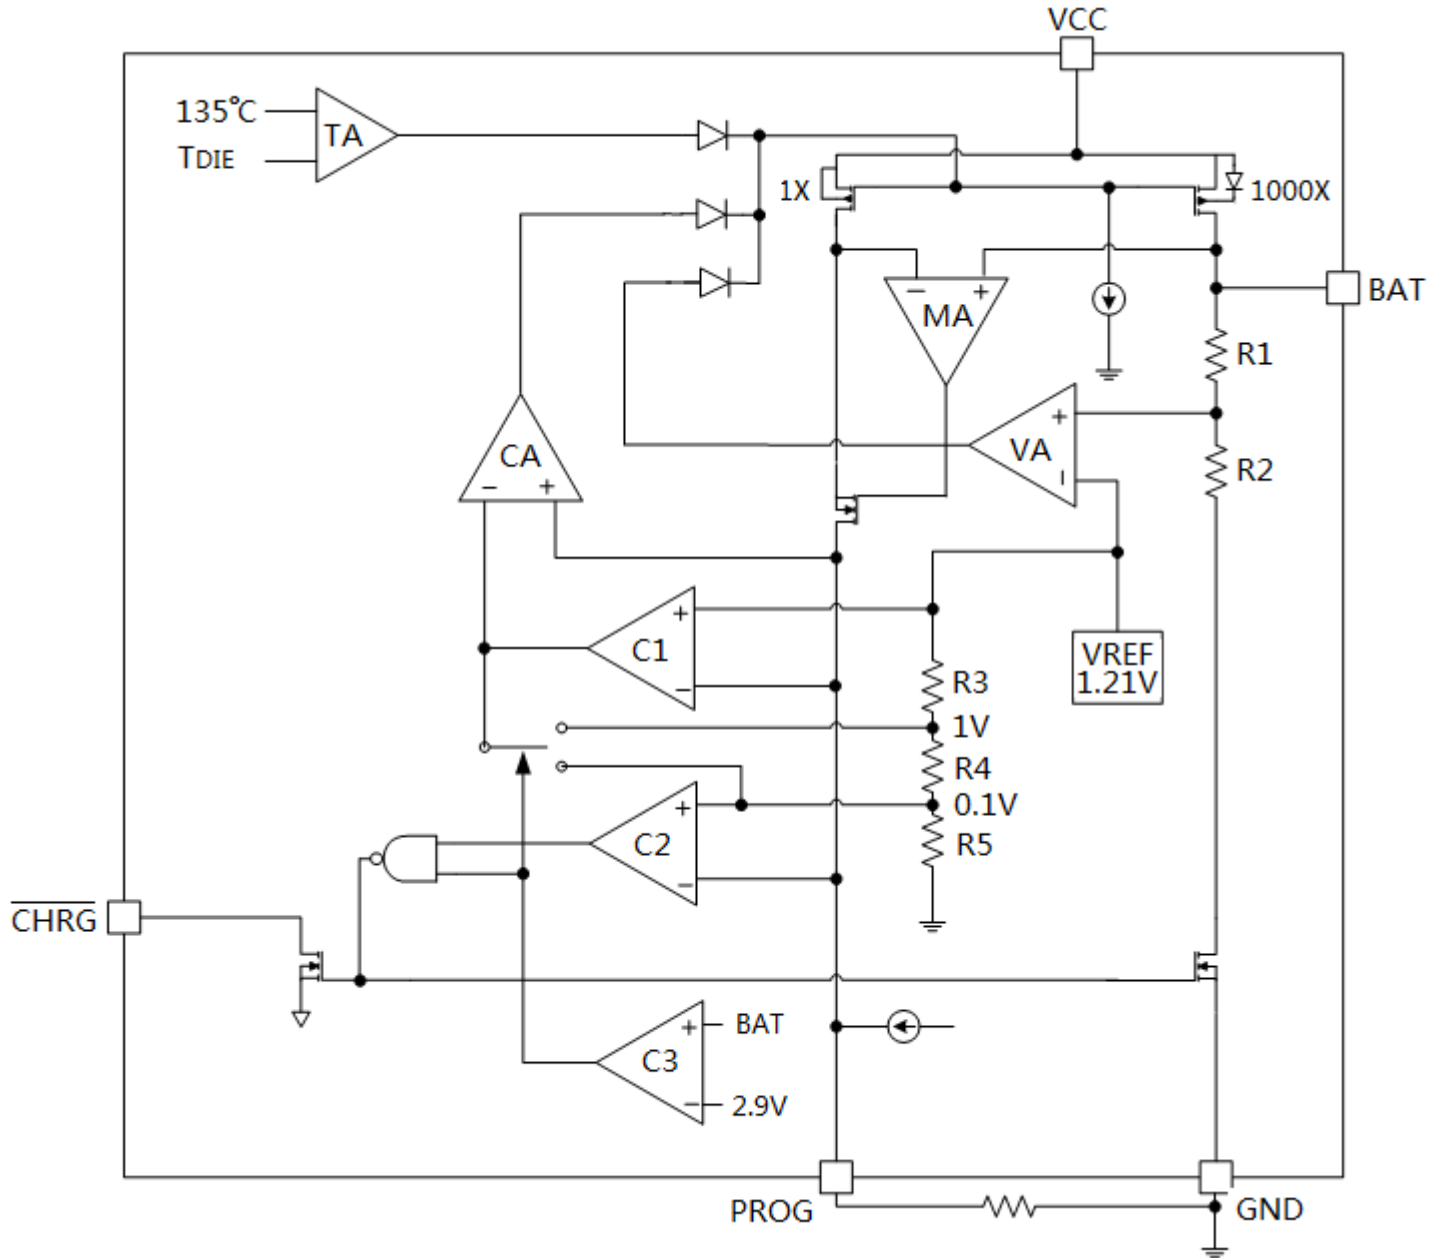 VCC
135℃
TA
TDIE
1X
1000X
− +
MA
BAT
R1
+
VA
−
R2
CA
− +
+
C1
−
VREF
1.21V
R3
1V
R4
0.1V
+
C2
−
R5
CHRG
+
BAT
C3
−
2.9V
PROG
GND